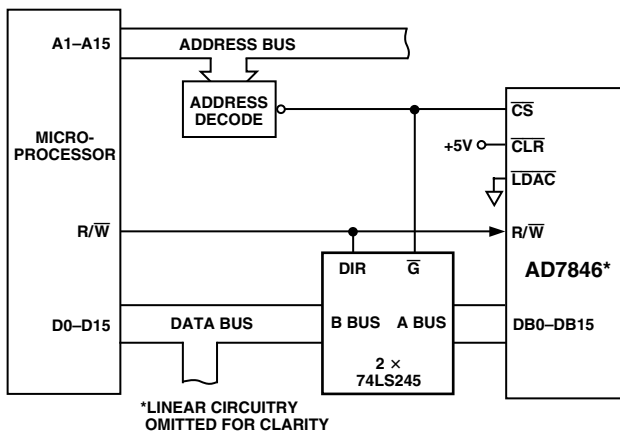 A1–A15
ADDRESS BUS
MICRO-
PROCESSOR
ADDRESS
DECODE
CS
+5V
CLR
LDAC
R/W
R/W
DIR
G
AD7846*
D0–D15
DATA BUS
B BUS
A BUS
DB0–DB15
2 ×
74LS245
*LINEAR CIRCUITRY
OMITTED FOR CLARITY